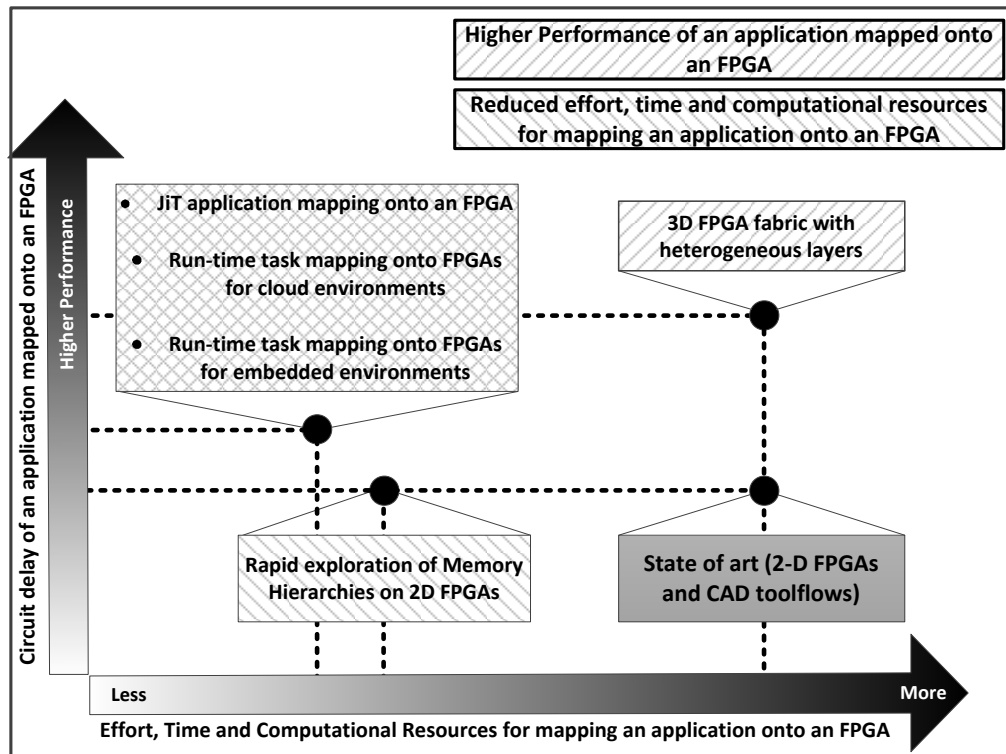 Higher Performance of an application mapped onto
an FPGA
Reduced effort, time and computational resources
for mapping an application onto an FPGA
Circuit delay of an application mapped onto an FPGA
Higher Performance
• JiT application mapping onto an FPGA
• Run-time task mapping onto FPGAs
for cloud environments
• Run-time task mapping onto FPGAs
for embedded environments
3D FPGA fabric with
heterogeneous layers
Rapid exploration of Memory
Hierarchies on 2D FPGAs
State of art (2-D FPGAs
and CAD toolflows)
Less
More
Effort, Time and Computational Resources for mapping an application onto an FPGA